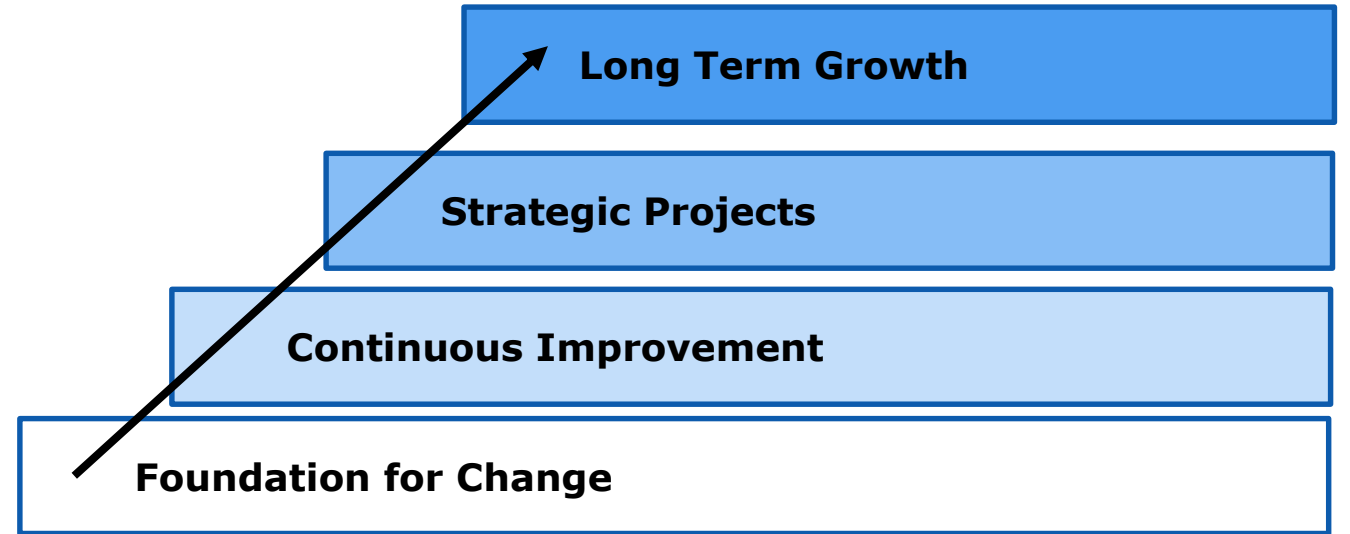 Long Term Growth
Strategic Projects
Continuous Improvement
Foundation for Change